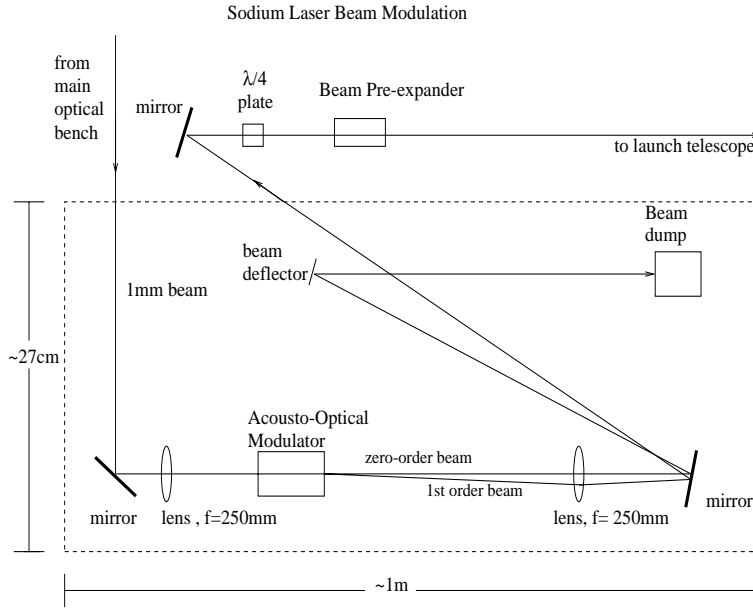 Sodium Laser Beam Modulation
from
main
optical
bench
mirror
λ/4
plate
Beam Pre-expander
to launch telescope
Beam
dump
beam
deflector
1mm beam
~27cm
Acousto-Optical
Modulator
zero-order beam
1st order beam
mirror
lens , f=250mm
lens, f= 250mm
mirror
~1m